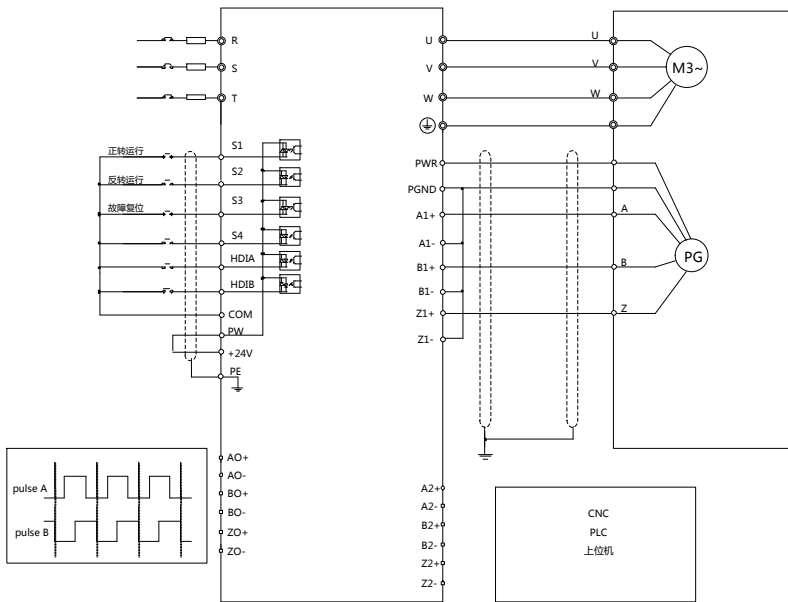 R
S
T
正转运行
S1
反转运行
S2
故障复位
S3
S4
HDIA
HDIB
COM
PW
+24V
PE
U
V
W
PWR
PGND
A1+
A1-
B1+
B1-
Z1+
Z1-
U
V
W
M3~
A
B
Z
PG
pulse A
pulse B
AO+
AO-
BO+
BO-
ZO+
ZO-
A2+
A2-
B2+
B2-
Z2+
Z2-
CNC
PLC
上位机